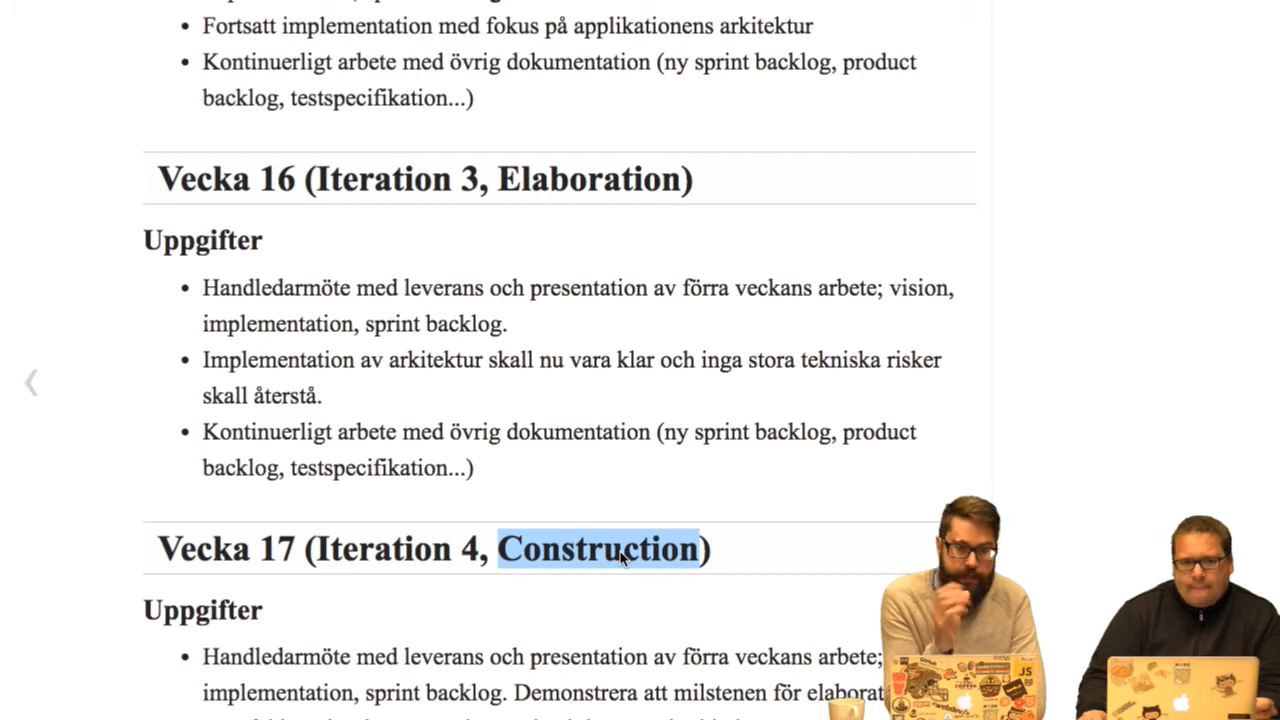 • Fortsatt implementation med fokus på applikationens arkitektur
• Kontinuerligt arbete med övrig dokumentation (ny sprint backlog, product
backlog, testspecifikation...)
Vecka 16 (Iteration 3, Elaboration)
Uppgifter
• Handledarmöte med leverans och presentation av förra veckans arbete; vision,
implementation, sprint backlog.
• Implementation av arkitektur skall nu vara klar och inga stora tekniska risker
skall återstå.
• Kontinuerligt arbete med övrig dokumentation (ny sprint backlog, product
backlog, testspecifikation...)
Vecka 17 (Iteration 4, Construction)
Uppgifter
• Handledarmöte med leverans och presentation av förra veckans arbete;
implementation, sprint backlog. Demonstrera att milstenen för elaborat
JS